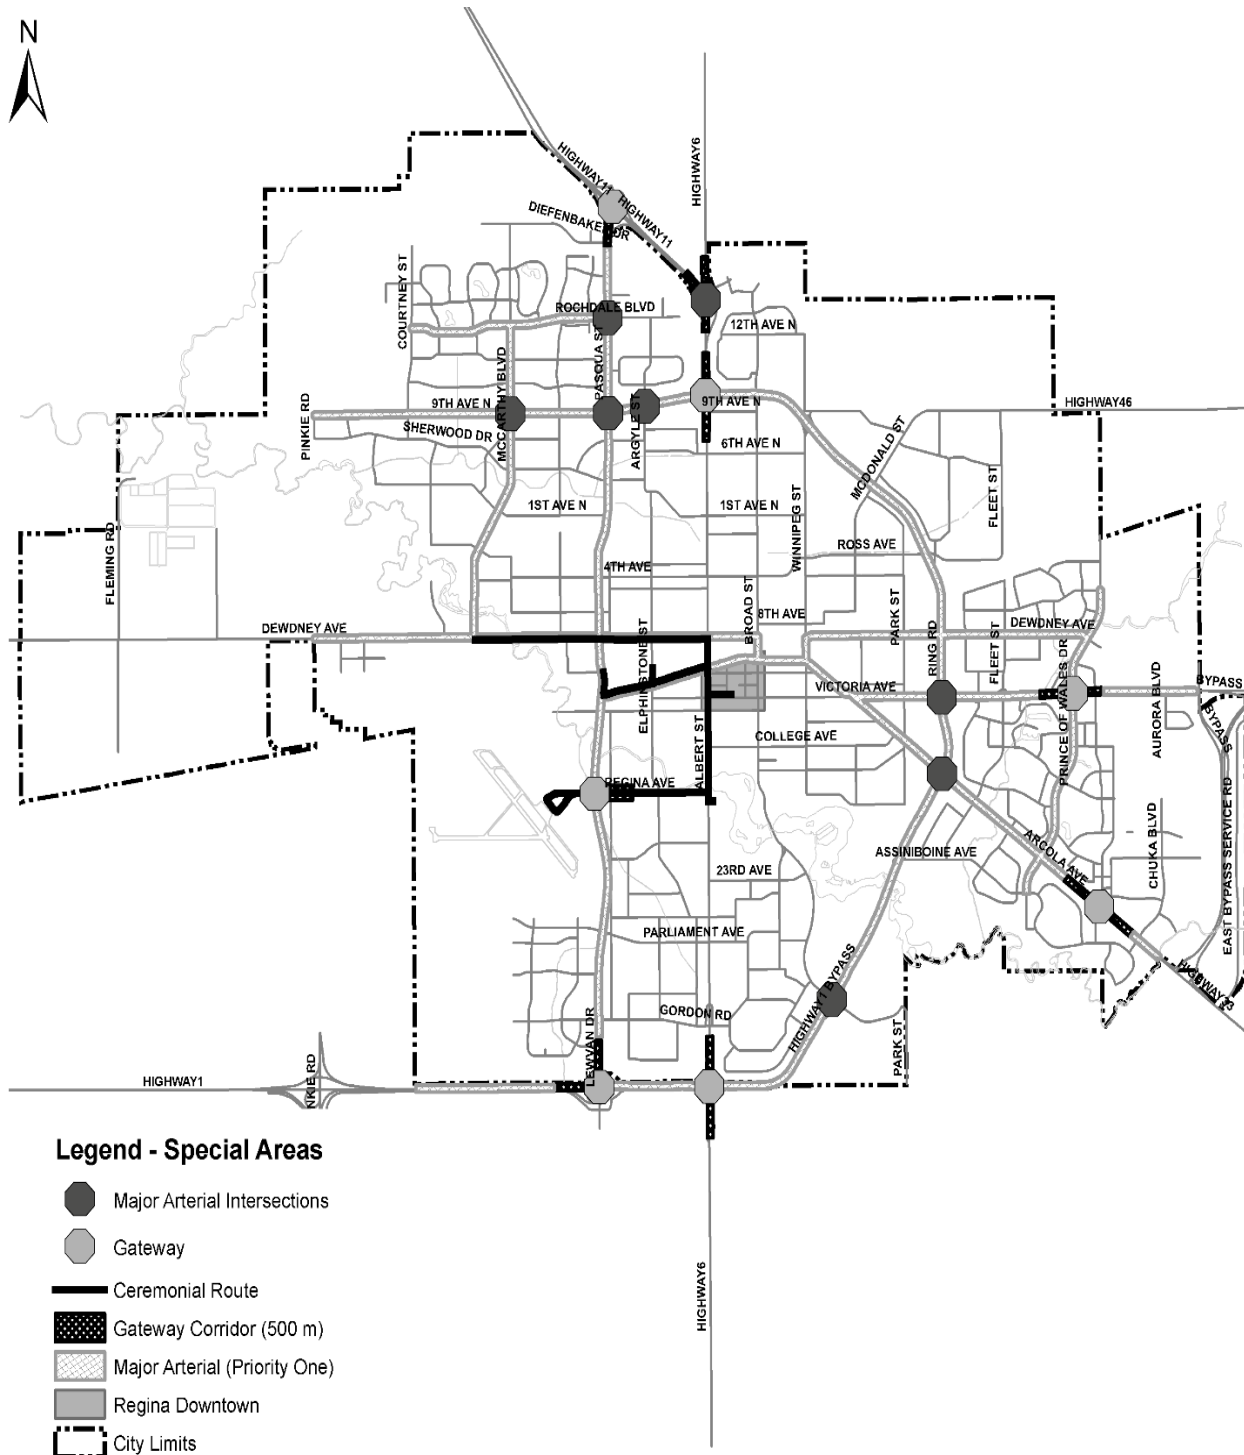 N
HIGHWAY11
HIGHWAY11
HIGHWAY6
DIEFENBAKER DR
COURTNEY ST
ROCHDALE BLVD
12TH AVE N
PASQUA ST
MCCARTHY BLVD
PINKIE RD
9TH AVE N
ARGYLE ST
9TH AVE N
HIGHWAY46
SHERWOOD DR
6TH AVE N
MCDONALD ST
FLEET ST
1ST AVE N
1ST AVE N
WINNIPEG ST
FLEMING RD
ROSS AVE
4TH AVE
BROAD ST
8TH AVE
PARK ST
DEWDNEY AVE
ELPHINSTONE ST
RING RD
FLEET ST
DEWDNEY AVE
PRINCE OF WALES DR
VICTORIA AVE
AURORA BLVD
BYPASS
BYPASS
ALBERT ST
COLLEGE AVE
REGINA AVE
EAST BYPASS SERVICE RD
CHUKA BLVD
ARCOLA AVE
ASSINIBOINE AVE
23RD AVE
PARLIAMENT AVE
HIGHWAY1 BYPASS
HIGHWAY33
GORDON RD
LEWVAN DR
PARK ST
HIGHWAY1
NKIE RD
Legend - Special Areas
Major Arterial Intersections
Gateway
Ceremonial Route
Gateway Corridor (500 m)
Major Arterial (Priority One)
Regina Downtown
City Limits
HIGHWAY6